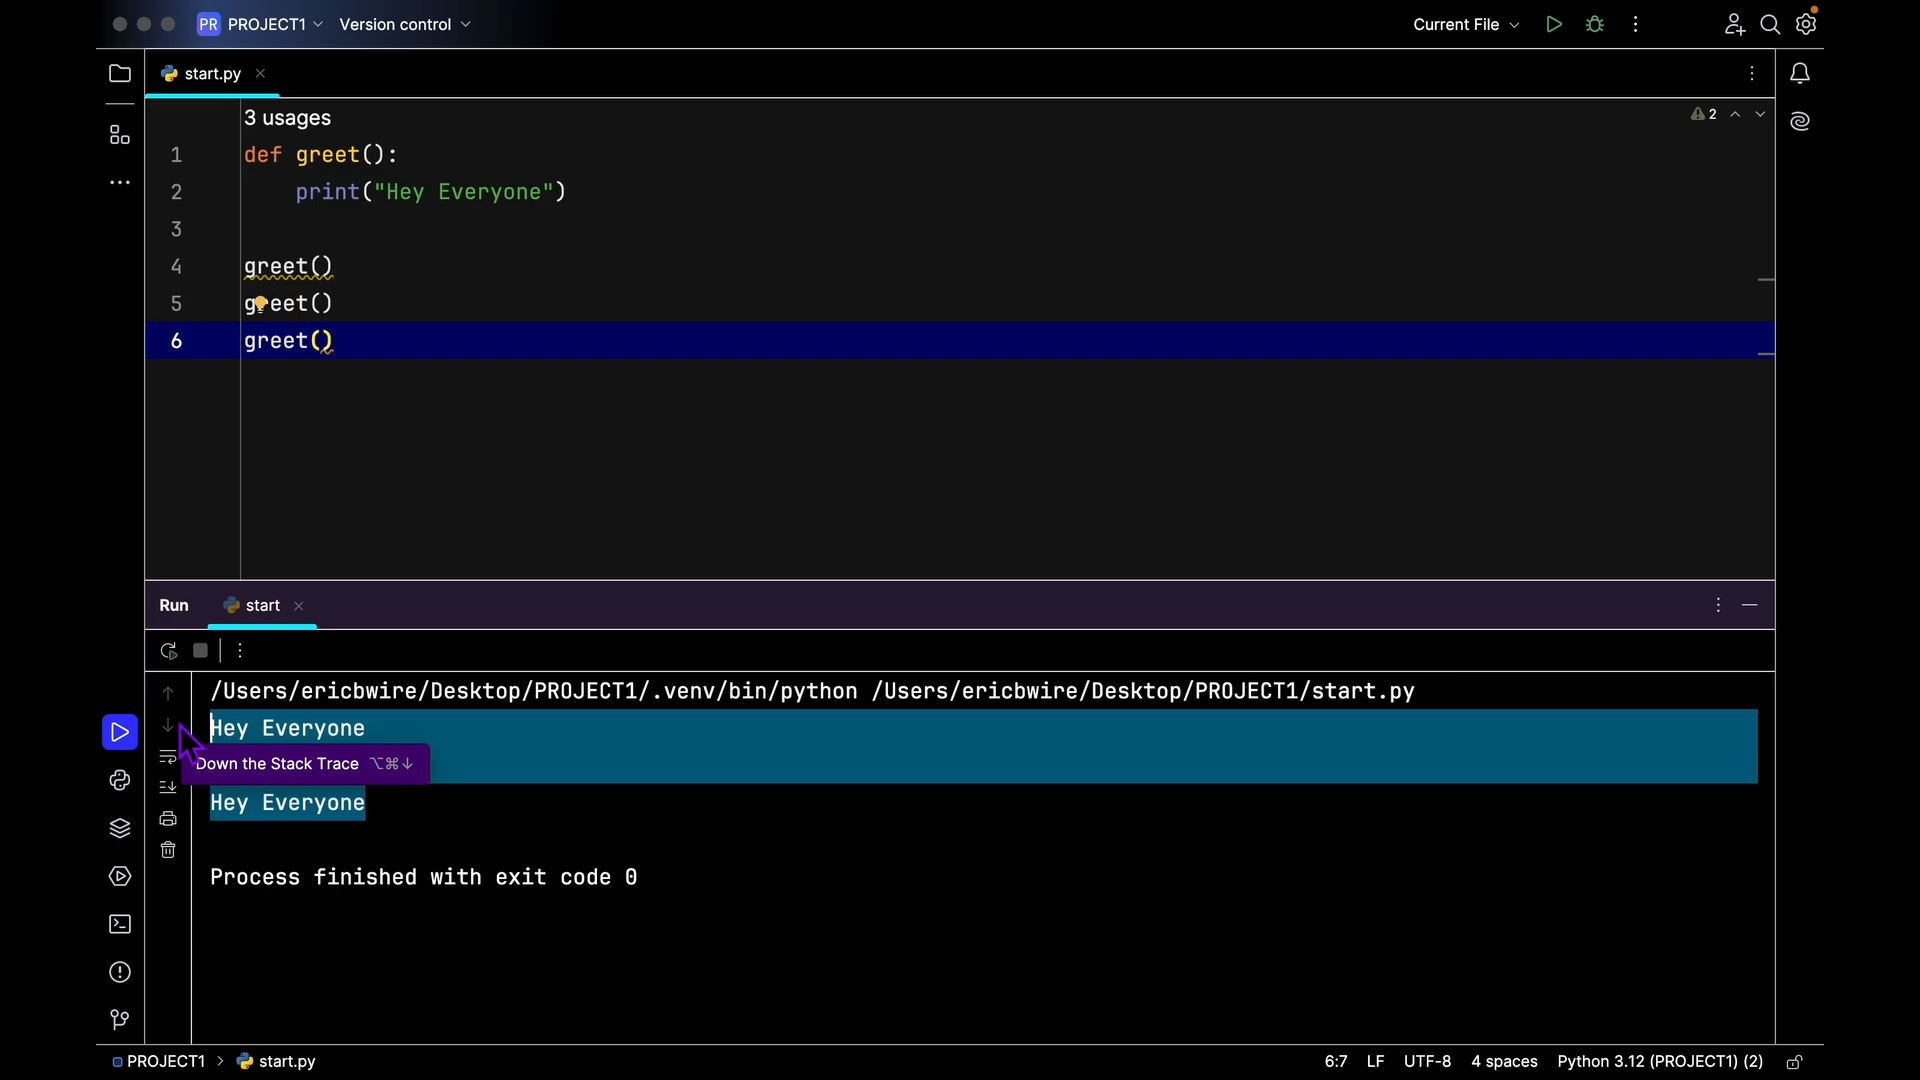 PR PROJECT1 Version control Current File
start.py
3 usages
2
1 def greet():
2 print("Hey Everyone")
3
4 greet()
5 greet()
6 greet()
Run start
/Users/ericbwire/Desktop/PROJECT1/.venv/bin/python /Users/ericbwire/Desktop/PROJECT1/start.py
Hey Everyone
Down the Stack Trace ⌥⌘↓
Hey Everyone
Process finished with exit code 0
PROJECT1 > start.py 6:7 LF UTF-8 4 spaces Python 3.12 (PROJECT1) (2)